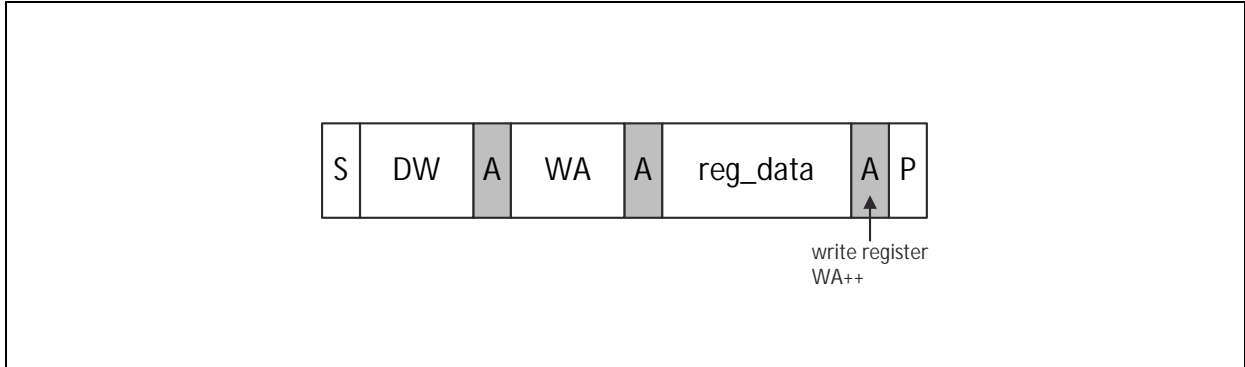 S DW A WA A reg_data A P
write register
WA++